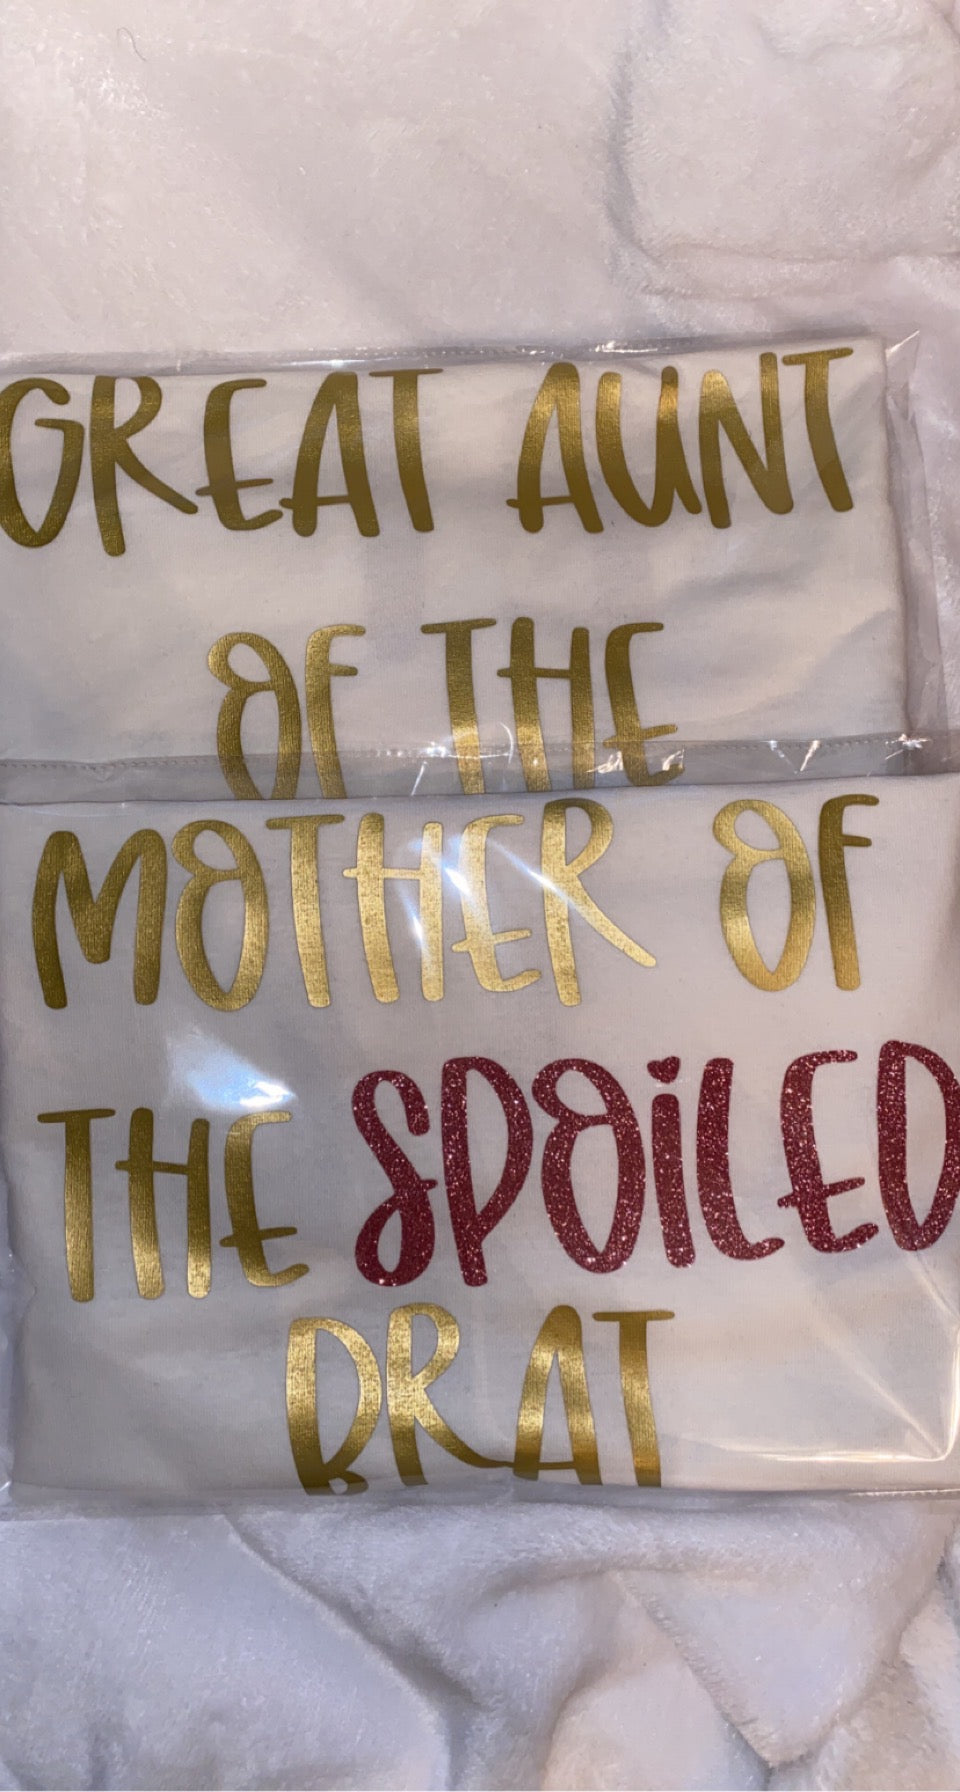 GREAT AUNT
OF THE
MOTHER OF
THE SPOiLED
BRAT